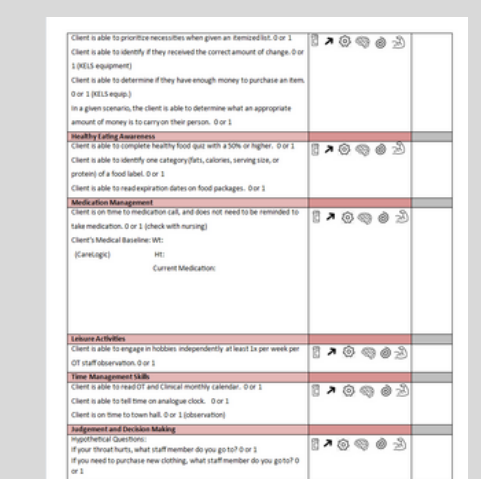 Client is able to prioritize necessities when given an itemized list. 0 or 1
Client is able to identify if they received the correct amount of change. 0 or
1 (KELS equipment)
Client is able to determine if they have enough money to purchase an item.
0 or 1 (KELS equip.)
In a given scenario, the client is able to determine what an appropriate
amount of money is to carry on their person. 0 or 1
Healthy Eating Awareness
Client is able to complete healthy food quiz with a 50% or higher. 0 or 1
Client is able to identify one category (fats, calories, serving size, or
protein) of a food label. 0 or 1
Client is able to read expiration dates on food packages. 0 or 1
Medication Management
Client is on time to medication call, and does not need to be reminded to
take medication. 0 or 1 (check with nursing)
Client's Medical Baseline: Wt:
(CareLogic) Ht:
Current Medication:
Leisure Activities
Client is able to engage in hobbies independently at least 1x per week per
OT staff observation. 0 or 1
Time Management Skills
Client is able to read OT and Clinical monthly calendar. 0 or 1
Client is able to tell time on analogue clock. 0 or 1
Client is on time to town hall. 0 or 1 (observation)
Judgement and Decision Making
Hypothetical Questions:
If your throat hurts, what staff member do you go to? 0 or 1
If you need to purchase new clothing, what staff member do you go to? 0
or 1